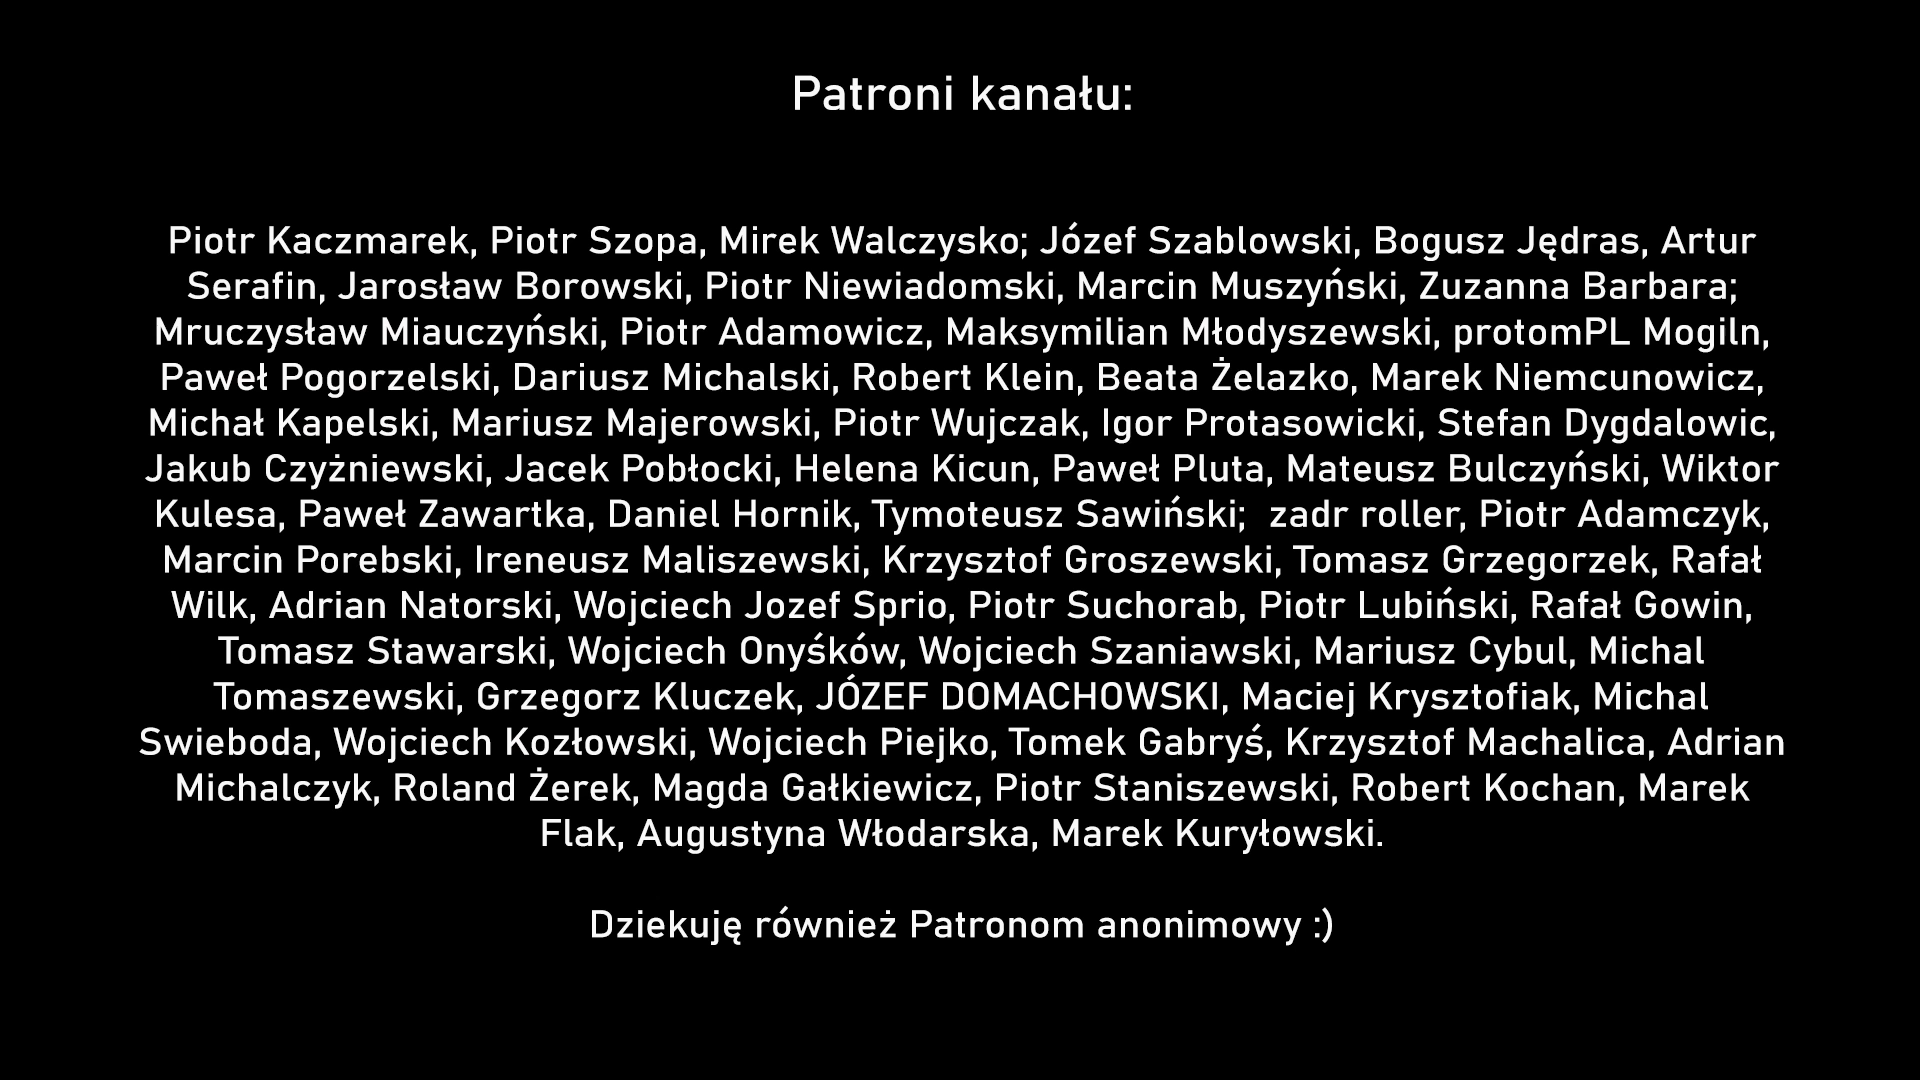 Patroni kanału:
Piotr Kaczmarek, Piotr Szopa, Mirek Walczysko; Józef Szablowski, Bogusz Jędras, Artur
Serafin, Jarosław Borowski, Piotr Niewiadomski, Marcin Muszyński, Zuzanna Barbara;
Mruczysław Miauczyński, Piotr Adamowicz, Maksymilian Młodyszewski, protomPL Mogiln,
Paweł Pogorzelski, Dariusz Michalski, Robert Klein, Beata Żelazko, Marek Niemcunowicz,
Michał Kapelski, Mariusz Majerowski, Piotr Wujczak, Igor Protasowicki, Stefan Dygdalowic,
Jakub Czyżniewski, Jacek Pobłocki, Helena Kicun, Paweł Pluta, Mateusz Bulczyński, Wiktor
Kulesa, Paweł Zawartka, Daniel Hornik, Tymoteusz Sawiński;  zadr roller, Piotr Adamczyk,
Marcin Porebski, Ireneusz Maliszewski, Krzysztof Groszewski, Tomasz Grzegorzek, Rafał
Wilk, Adrian Natorski, Wojciech Jozef Sprio, Piotr Suchorab, Piotr Lubiński, Rafał Gowin,
Tomasz Stawarski, Wojciech Onyśków, Wojciech Szaniawski, Mariusz Cybul, Michal
Tomaszewski, Grzegorz Kluczek, JÓZEF DOMACHOWSKI, Maciej Krysztofiak, Michal
Swieboda, Wojciech Kozłowski, Wojciech Piejko, Tomek Gabryś, Krzysztof Machalica, Adrian
Michalczyk, Roland Żerek, Magda Gałkiewicz, Piotr Staniszewski, Robert Kochan, Marek
Flak, Augustyna Włodarska, Marek Kuryłowski.
Dziekuję również Patronom anonimowy :)